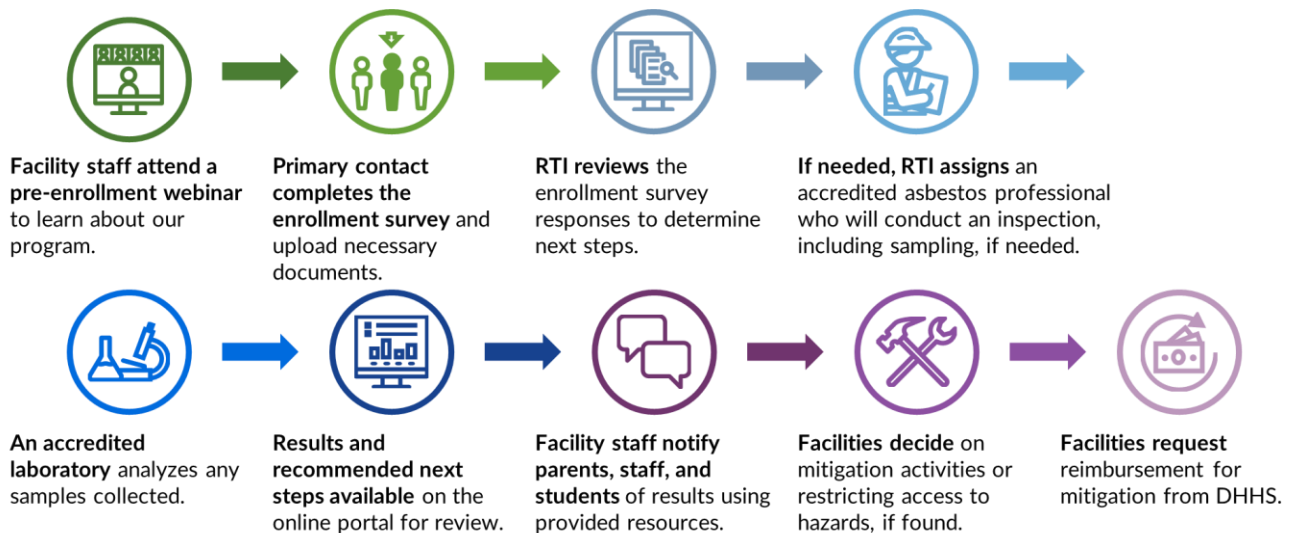 Facility staff attend a
pre-enrollment webinar
to learn about our
program.
Primary contact
completes the
enrollment survey and
upload necessary
documents.
RTI reviews the
enrollment survey
responses to determine
next steps.
If needed, RTI assigns an
accredited asbestos professional
who will conduct an inspection,
including sampling, if needed.
An accredited
laboratory analyzes any
samples collected.
Results and
recommended next
steps available on the
online portal for review.
Facility staff notify
parents, staff, and
students of results using
provided resources.
Facilities decide on
mitigation activities or
restricting access to
hazards, if found.
Facilities request
reimbursement for
mitigation from DHHS.